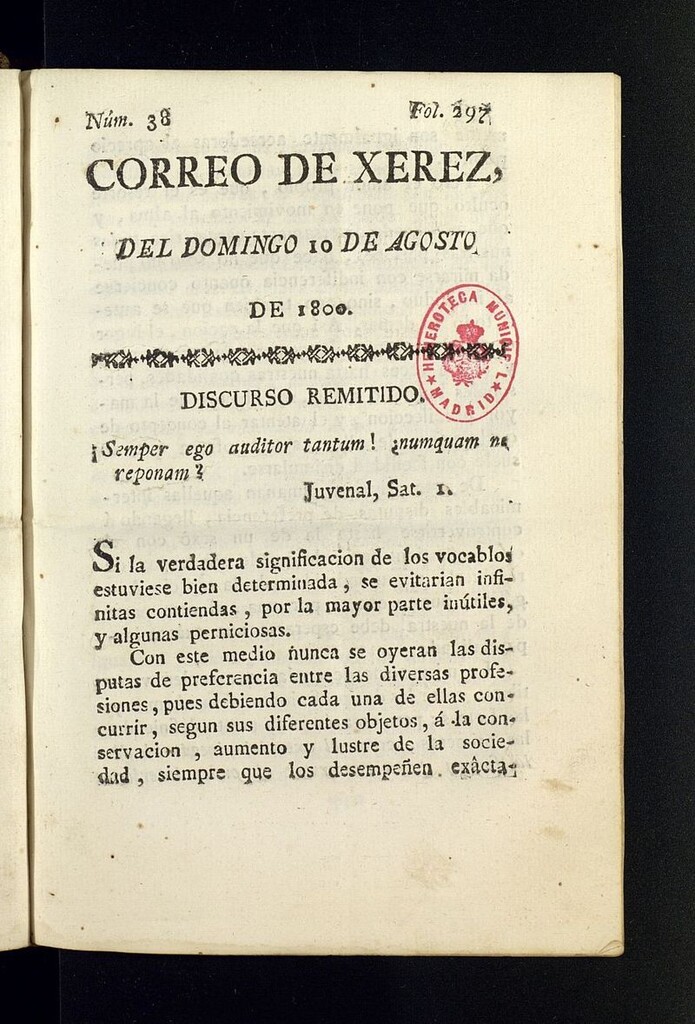 Núm. 38
Fol. 297
CORREO DE XEREZ,
DEL DOMINGO 10 DE AGOSTO
DE 1800.
HEMEROTECA MUNICIPAL
★ MADRID ★
DISCURSO REMITIDO.
¡Semper ego auditor tantum! ¿numquam ne
reponam?
Juvenal, Sat. 1.
Si la verdadera significacion de los vocablos
estuviese bien determinada, se evitarian infi-
nitas contiendas, por la mayor parte inútiles,
y algunas perniciosas.
Con este medio nunca se oyeran las dis-
putas de preferencia entre las diversas profe-
siones, pues debiendo cada una de ellas con-
currir, segun sus diferentes objetos, á la con-
servacion, aumento y lustre de la socie-
dad, siempre que los desempeñen exâcta-